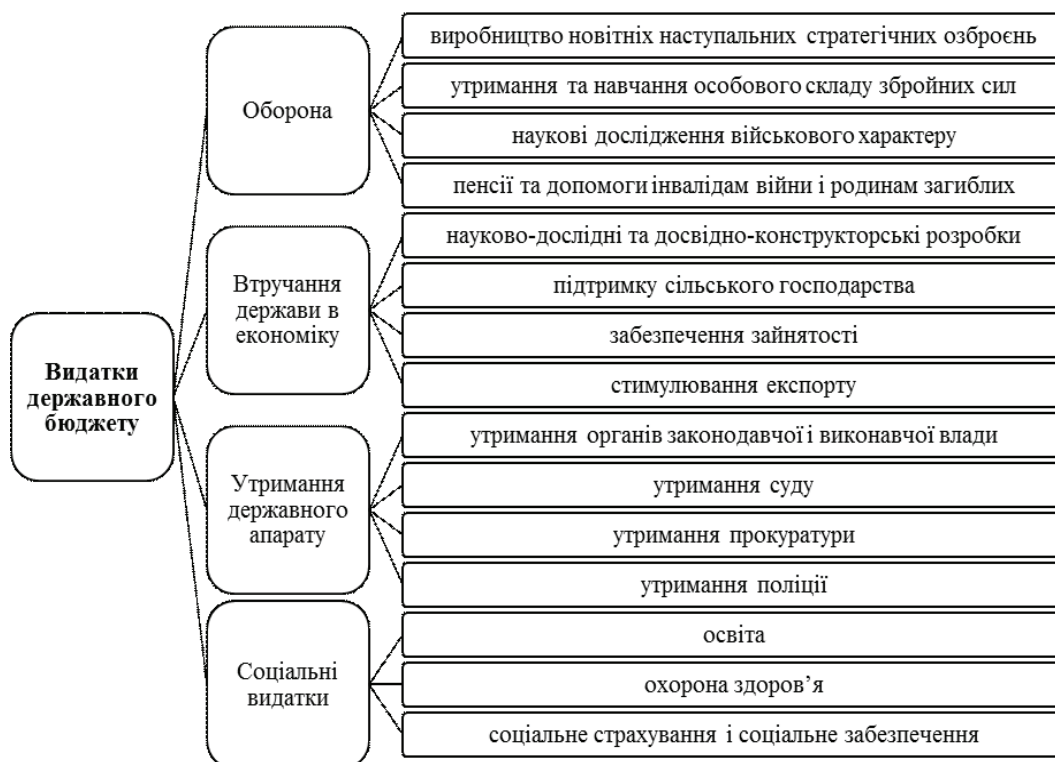 Видатки
державного
бюджету
Оборона
виробництво новітніх наступальних стратегічних озброєнь
утримання та навчання особового складу збройних сил
наукові дослідження військового характеру
пенсії та допомоги інвалідам війни і родинам загиблих
Втручання
держави в
економіку
науково-дослідні та досвідно-конструкторські розробки
підтримку сільського господарства
забезпечення зайнятості
стимулювання експорту
Утримання
державного
апарату
утримання органів законодавчої і виконавчої влади
утримання суду
утримання прокуратури
утримання поліції
Соціальні
видатки
освіта
охорона здоров’я
соціальне страхування і соціальне забезпечення